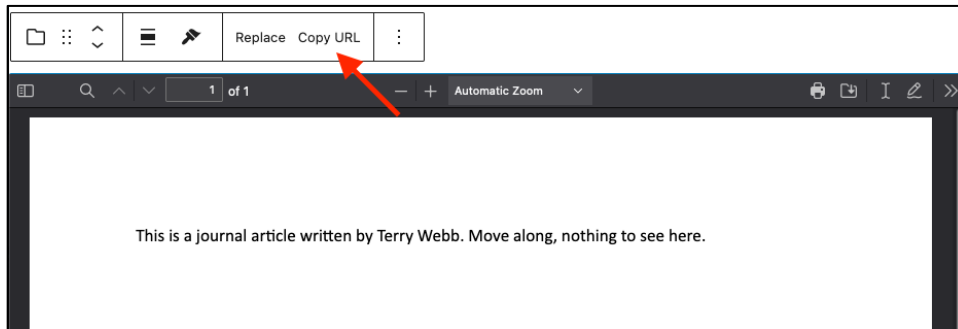 Replace Copy URL
1 of 1 Automatic Zoom
This is a journal article written by Terry Webb. Move along, nothing to see here.